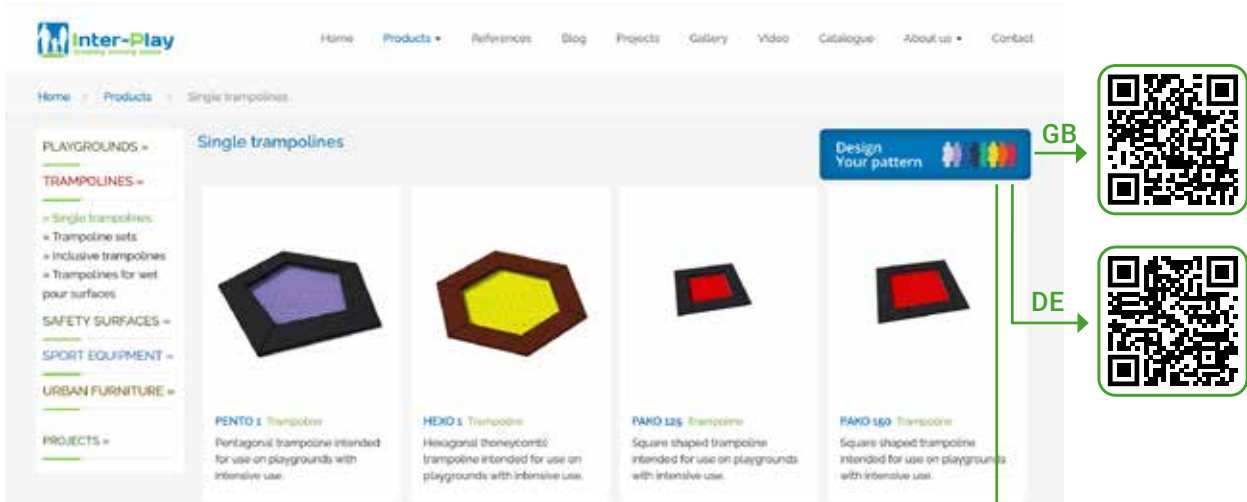 Inter-Play
Home Products References Blog Projects Gallery Video Catalogue About us Contact
Home Products Single trampolines
PLAYGROUNDS »
TRAMPOLINES »
» Single trampolines
» Trampoline sets
» Inclusive trampolines
» Trampolines for wet
pour surfaces
SAFETY SURFACES »
SPORT EQUIPMENT »
URBAN FURNITURE »
PROJECTS »
Single trampolines
Design
Your pattern
GB
DE
PENTO 1 Trampoline
Pentagonal trampoline intended
for use on playgrounds with
intensive use.
HEXO 1 Trampoline
Hexagonal (honeycomb)
trampoline intended for use on
playgrounds with intensive use.
PAKO 125 Trampoline
Square shaped trampoline
intended for use on playgrounds
with intensive use.
PAKO 150 Trampoline
Square shaped trampoline
intended for use on playgrounds
with intensive use.